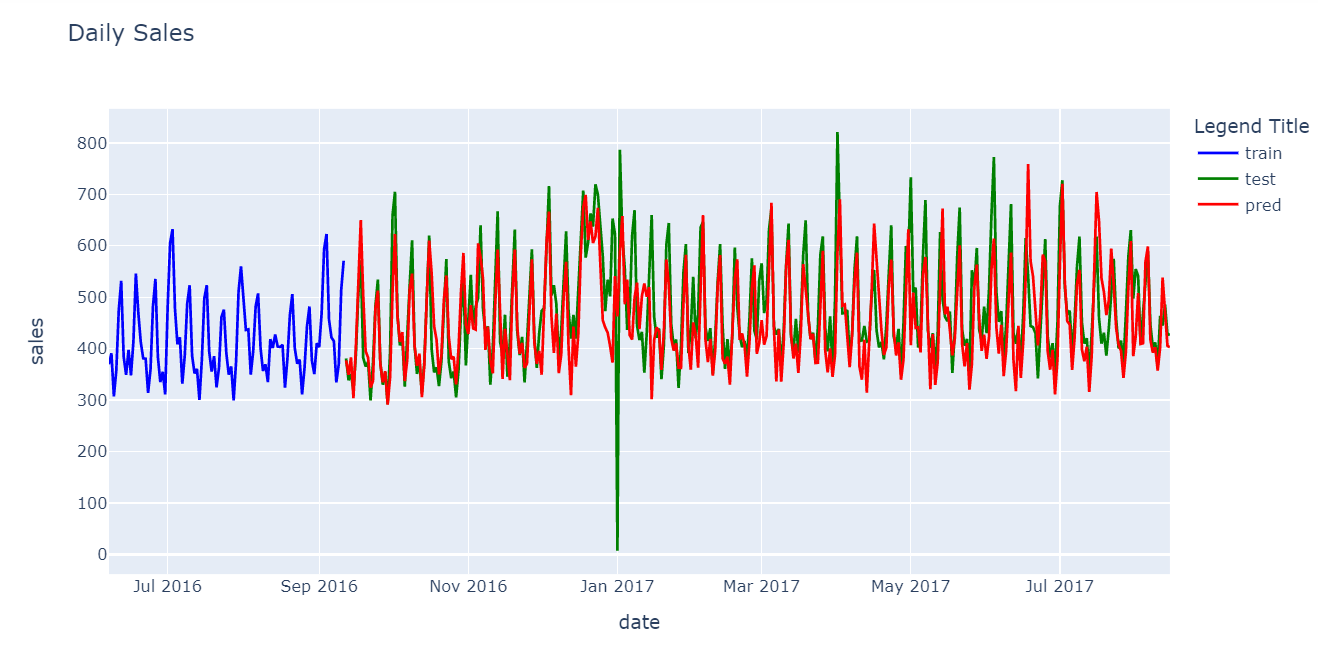 Daily Sales
Legend Title
train
test
pred
800
700
600
500
400
300
200
100
0
sales
Jul 2016
Sep 2016
Nov 2016
Jan 2017
Mar 2017
May 2017
Jul 2017
date